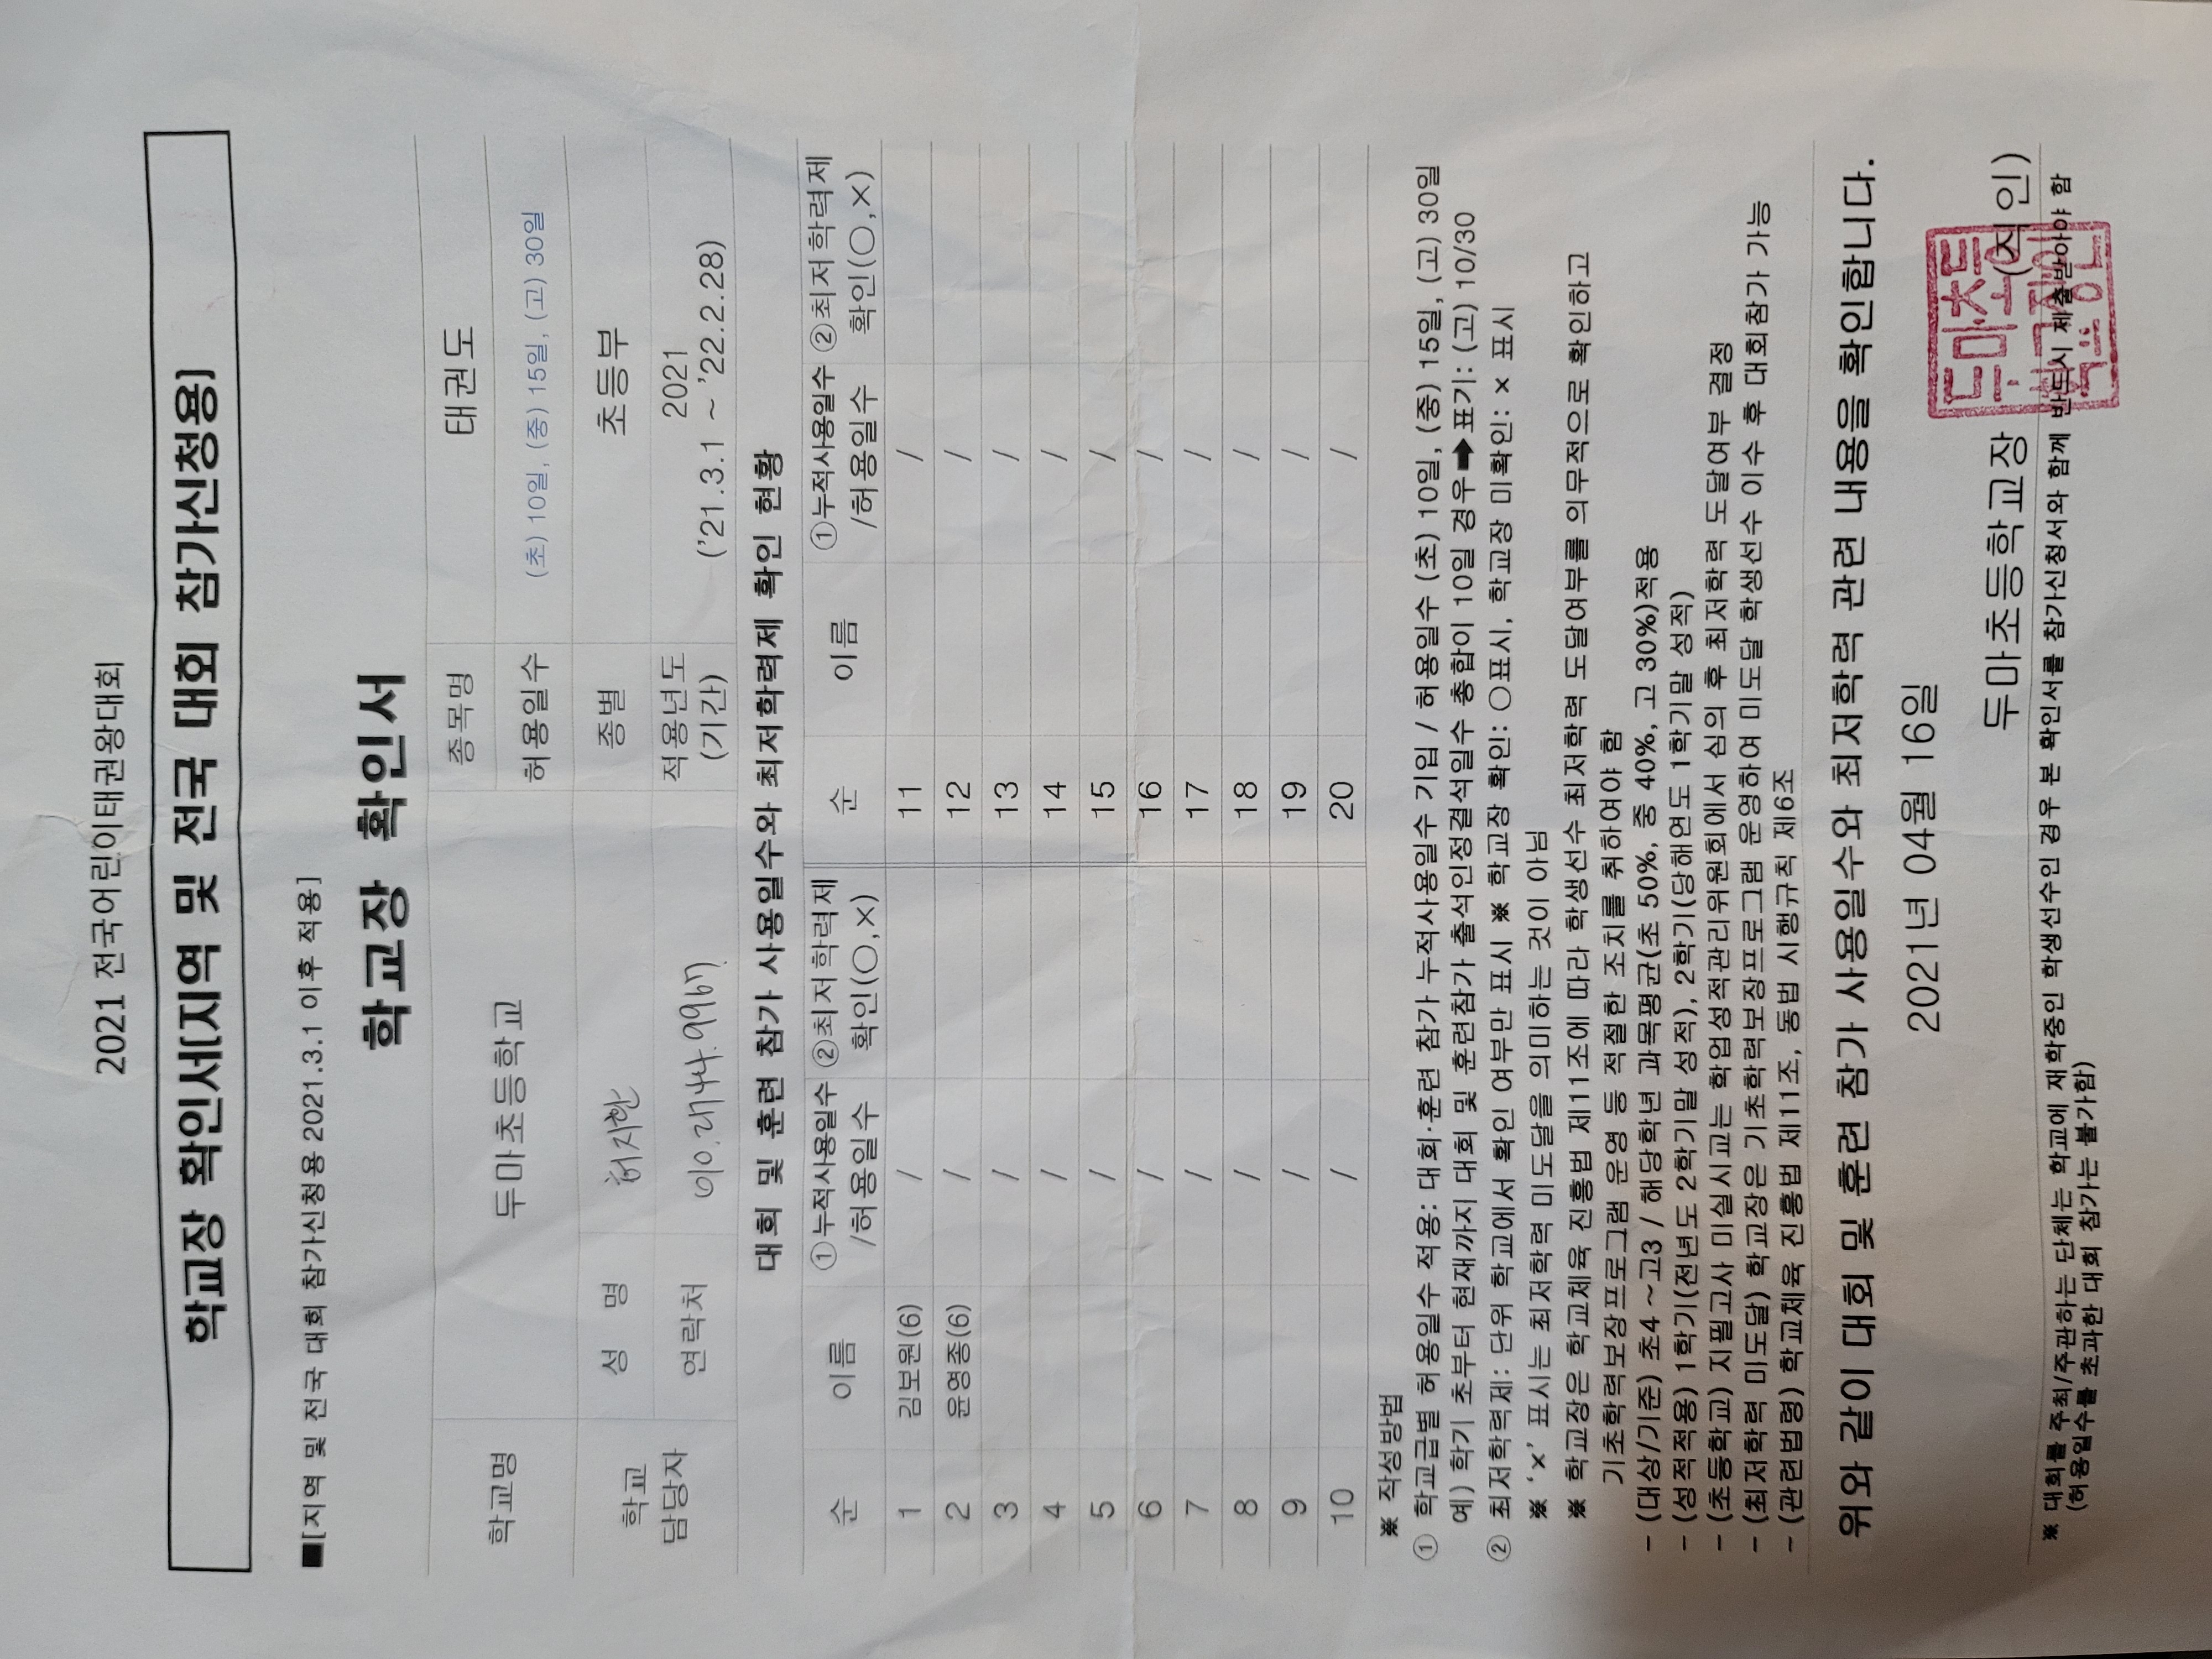 2021 전국어린이태권왕대회
학교장 확인서[지역 및 전국 대회 참가신청용]
■[지역 및 전국 대회 참가신청용 2021.3.1 이후 적용]
학교장 확인서
학교명 두마초등학교 종목명 태권도
허용일수 (초) 10일, (중) 15일, (고) 30일
학교 담당자 성 명 허지한 종별 초등부
연락처 010. 2744. 9967 적용년도 (기간) 2021 ('21.3.1 ~ '22.2.28)
대회 및 훈련 참가 사용일수와 최저학력제 확인 현황
순 이름 ①누적사용일수 /허용일수 ②최저학력제 확인(○,×) 순 이름 ①누적사용일수 /허용일수 ②최저학력제 확인(○,×)
1 김보원(6) / 11 /
2 윤영종(6) / 12 /
3 / 13 /
4 / 14 /
5 / 15 /
6 / 16 /
7 / 17 /
8 / 18 /
9 / 19 /
10 / 20 /
※ 작성방법
① 학교급별 허용일수 적용: 대회·훈련 참가 누적사용일수 기입 / 허용일수 (초) 10일, (중) 15일, (고) 30일
예) 학기 초부터 현재까지 대회 및 훈련참가 출석인정결석일수 총합이 10일 경우 ➡ 표기: (고) 10/30
② 최저학력제: 단위 학교에서 확인 여부만 표시 ※ 학교장 확인: ○표시, 학교장 미확인: × 표시
※ '×' 표시는 최저학력 미도달을 의미하는 것이 아님
※ 학교장은 학교체육 진흥법 제11조에 따라 학생선수 최저학력 도달여부를 의무적으로 확인하고
기초학력보장프로그램 운영 등 적절한 조치를 취하여야 함
- (대상/기준) 초4 ~고3 / 해당학년 과목평균(초 50%, 중 40%, 고 30%)적용
- (성적적용) 1학기(전년도 2학기말 성적), 2학기(당해연도 1학기말 성적)
- (초등학교) 지필고사 미실시교는 학업성적관리위원회에서 심의 후 최저학력 도달여부 결정
- (최저학력 미도달) 학교장은 기초학력보장프로그램 운영하여 미도달 학생선수 이수 후 대회참가 가능
~ (관련법령) 학교체육 진흥법 제11조, 동법 시행규칙 제6조
위와 같이 대회 및 훈련 참가 사용일수와 최저학력 관련 내용을 확인합니다.
2021년 04월 16일
두마초등학교장 (직인)
※ 대회를 주최/주관하는 단체는 학교에 재학중인 학생선수인 경우 본 확인서를 참가신청서와 함께 반드시 제출받아야 함
(허용일수를 초과한 대회 참가는 불가함)